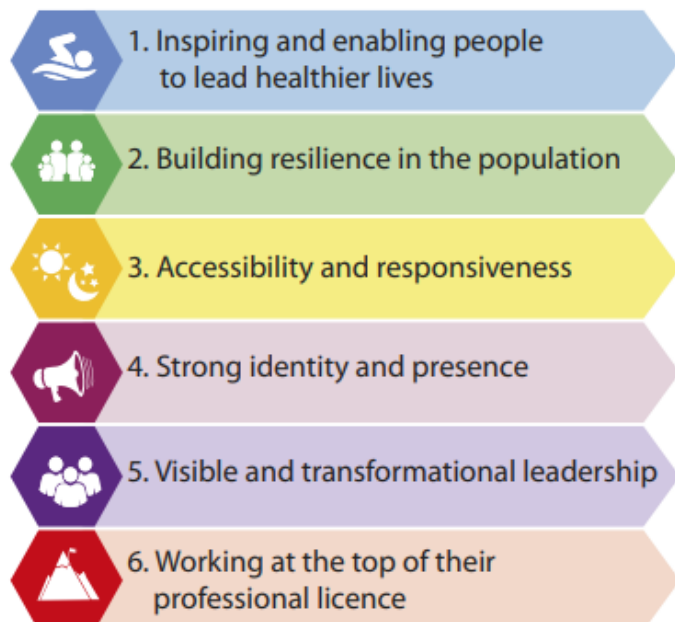 1. Inspiring and enabling people
to lead healthier lives
2. Building resilience in the population
3. Accessibility and responsiveness
4. Strong identity and presence
5. Visible and transformational leadership
6. Working at the top of their
professional licence